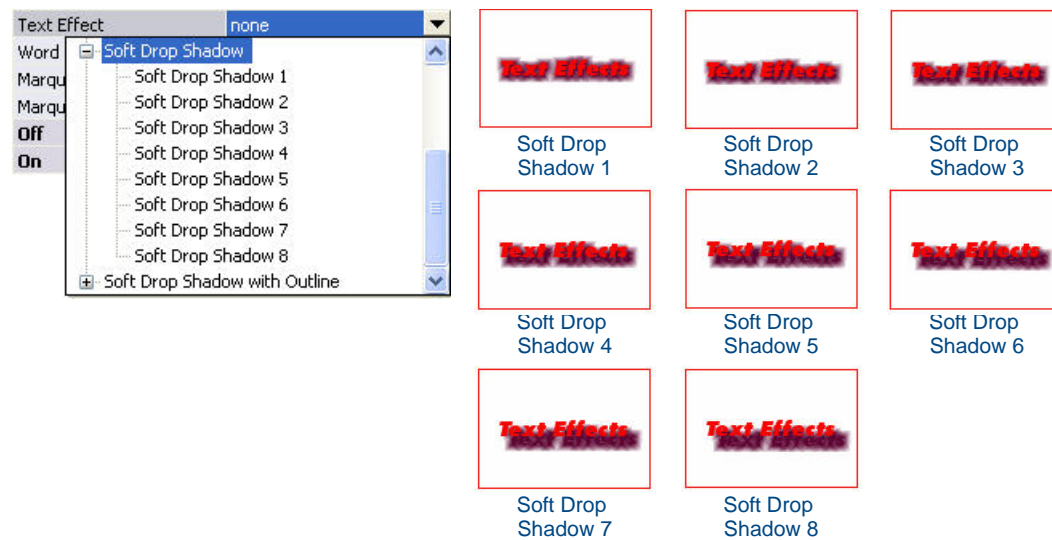 Text Effect none
Word
Marqu
Marqu
Off
On
Soft Drop Shadow
Soft Drop Shadow 1
Soft Drop Shadow 2
Soft Drop Shadow 3
Soft Drop Shadow 4
Soft Drop Shadow 5
Soft Drop Shadow 6
Soft Drop Shadow 7
Soft Drop Shadow 8
Soft Drop Shadow with Outline
Text Effects
Soft Drop
Shadow 1
Text Effects
Soft Drop
Shadow 2
Text Effects
Soft Drop
Shadow 3
Text Effects
Soft Drop
Shadow 4
Text Effects
Soft Drop
Shadow 5
Text Effects
Soft Drop
Shadow 6
Text Effects
Soft Drop
Shadow 7
Text Effects
Soft Drop
Shadow 8